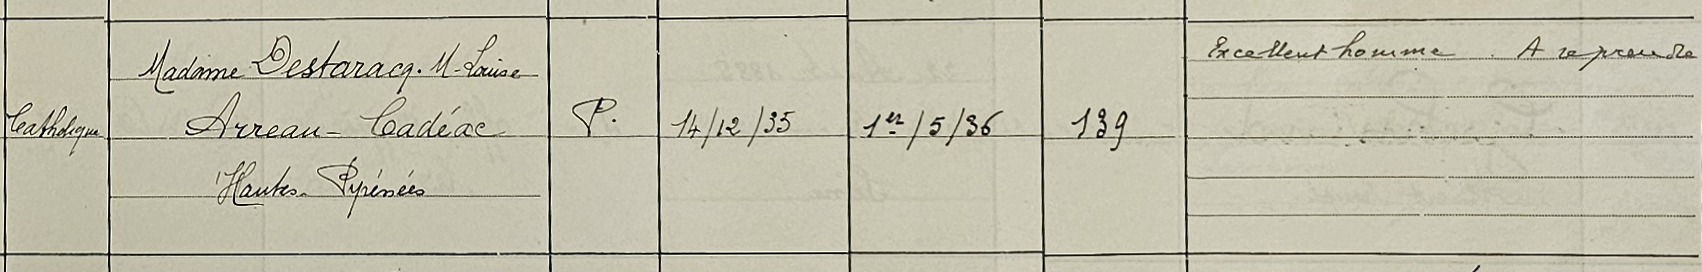 Madame Destaracq. M-Louise
Catholique
Arreau - Cadéac
Hautes-Pyrénées
P.
14/12/35
1er/5/36
139
Excellent homme. A reprendre